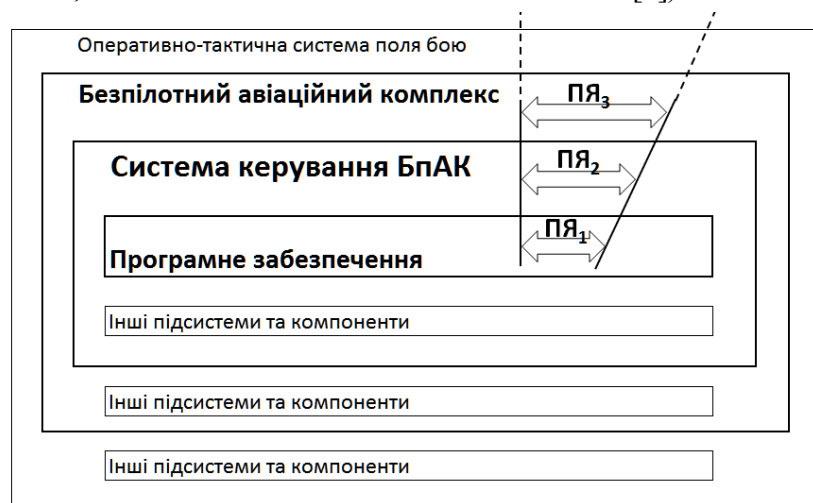 Оперативно-тактична система поля бою
Безпілотний авіаційний комплекс
ПЯ3
Система керування БпАК
ПЯ2
ПЯ1
Програмне забезпечення
Інші підсистеми та компоненти
Інші підсистеми та компоненти
Інші підсистеми та компоненти